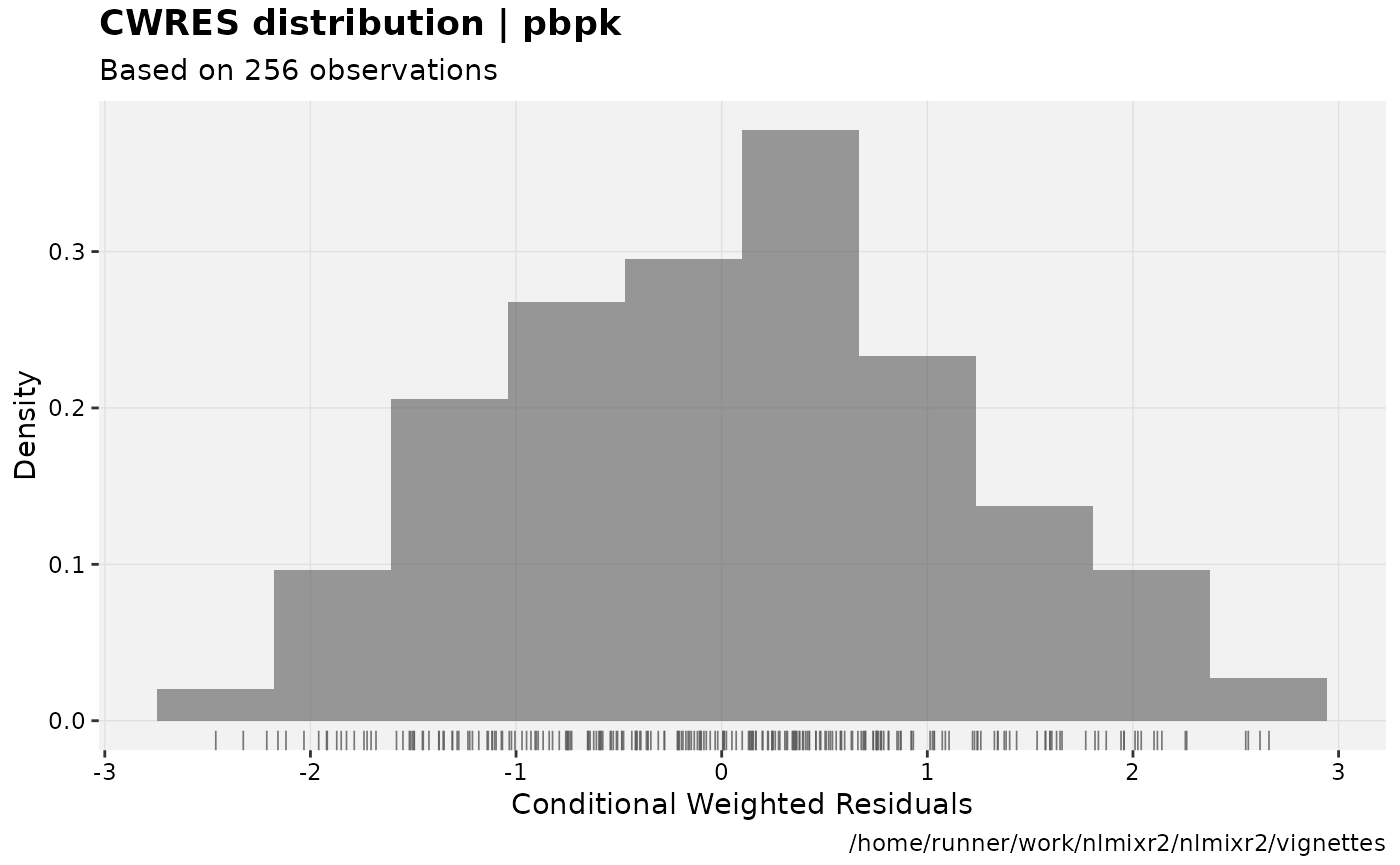 CWRES distribution | pbpk
Based on 256 observations
0.3
0.2
0.1
0.0
Density
-3 -2 -1 0 1 2 3
Conditional Weighted Residuals
/home/runner/work/nlmixr2/nlmixr2/vignettes